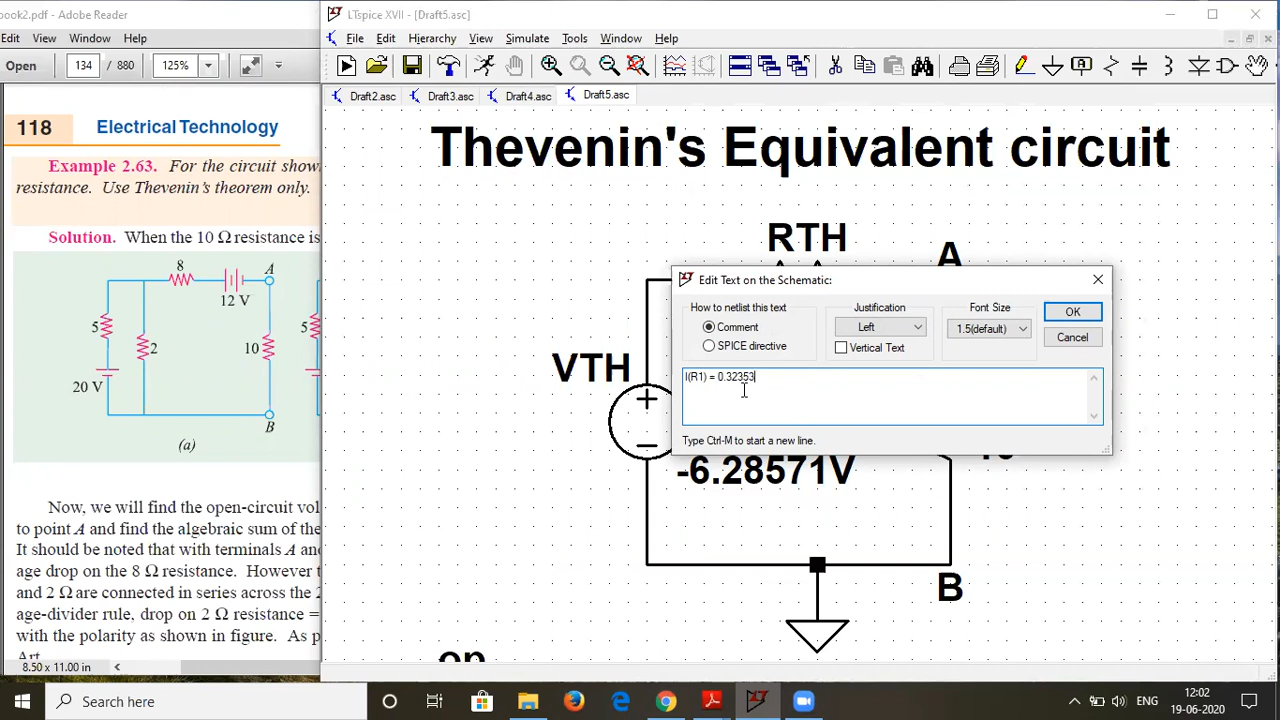 book2.pdf - Adobe Reader
Edit View Window Help
Open 134 / 880 125%
118 Electrical Technology
Example 2.63. For the circuit show
resistance. Use Thevenin's theorem only.
Solution. When the 10 Ω resistance is
8
A
12 V
5
2
10
5
20 V
B
(a)
Now, we will find the open-circuit vol
to point A and find the algebraic sum of the
It should be noted that with terminals A an
age drop on the 8 Ω resistance. However
and 2 Ω are connected in series across the 2
age-divider rule, drop on 2 Ω resistance =
with the polarity as shown in figure. As p
Art.
8.50 x 11.00 in
LTspice XVII - [Draft5.asc]
File Edit Hierarchy View Simulate Tools Window Help
Draft2.asc Draft3.asc Draft4.asc Draft5.asc
Thevenin's Equivalent circuit
RTH
A
VTH
-6.28571V
B
Edit Text on the Schematic:
How to netlist this text
Comment
SPICE directive
Justification
Left
Vertical Text
Font Size
1.5(default)
OK
Cancel
I(R1) = 0.32353
Type Ctrl-M to start a new line.
Type here to search
ENG
12:02
19-06-2020